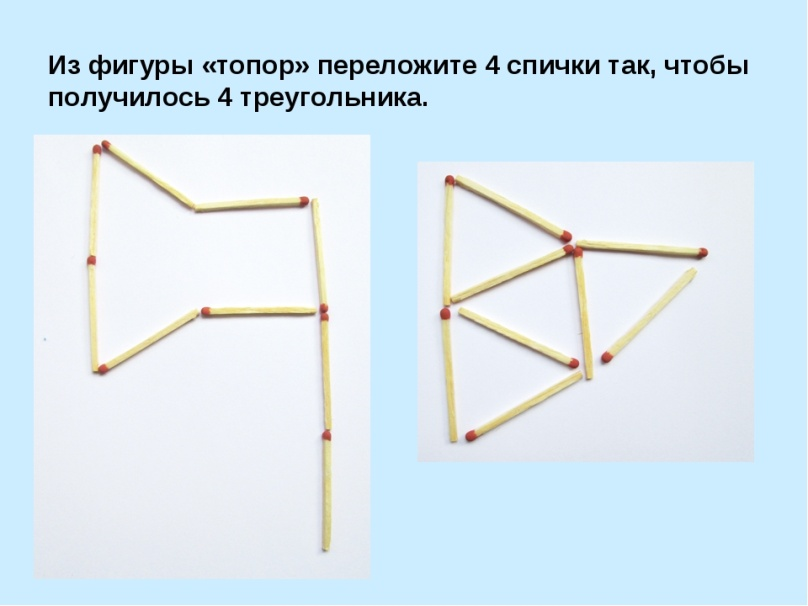 Из фигуры «топор» переложите 4 спички так, чтобы
получилось 4 треугольника.